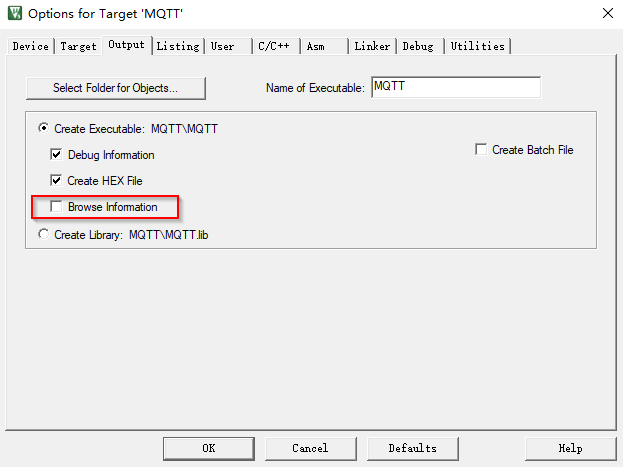 Options for Target 'MQTT'
Device Target Output Listing User C/C++ Asm Linker Debug Utilities
Select Folder for Objects... Name of Executable: MQTT
Create Executable: MQTT\MQTT
Debug Information Create Batch File
Create HEX File
Browse Information
Create Library: MQTT\MQTT.lib
OK Cancel Defaults Help